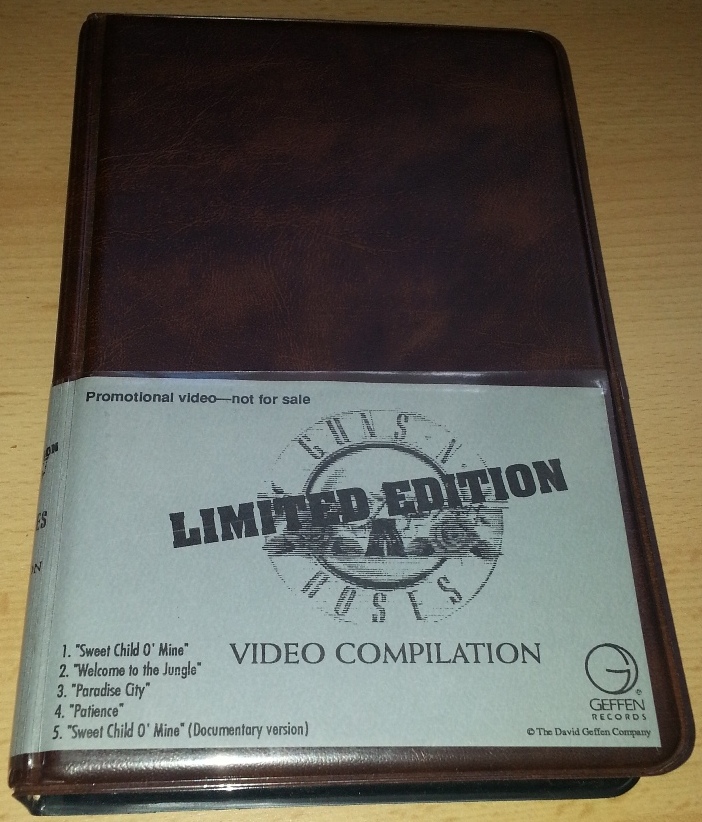 Promotional video—not for sale
GUNS N'
LIMITED EDITION
ROSES
VIDEO COMPILATION
1. "Sweet Child O' Mine"
2. "Welcome to the Jungle"
3. "Paradise City"
4. "Patience"
5. "Sweet Child O' Mine" (Documentary version)
GEFFEN
RECORDS
© The David Geffen Company